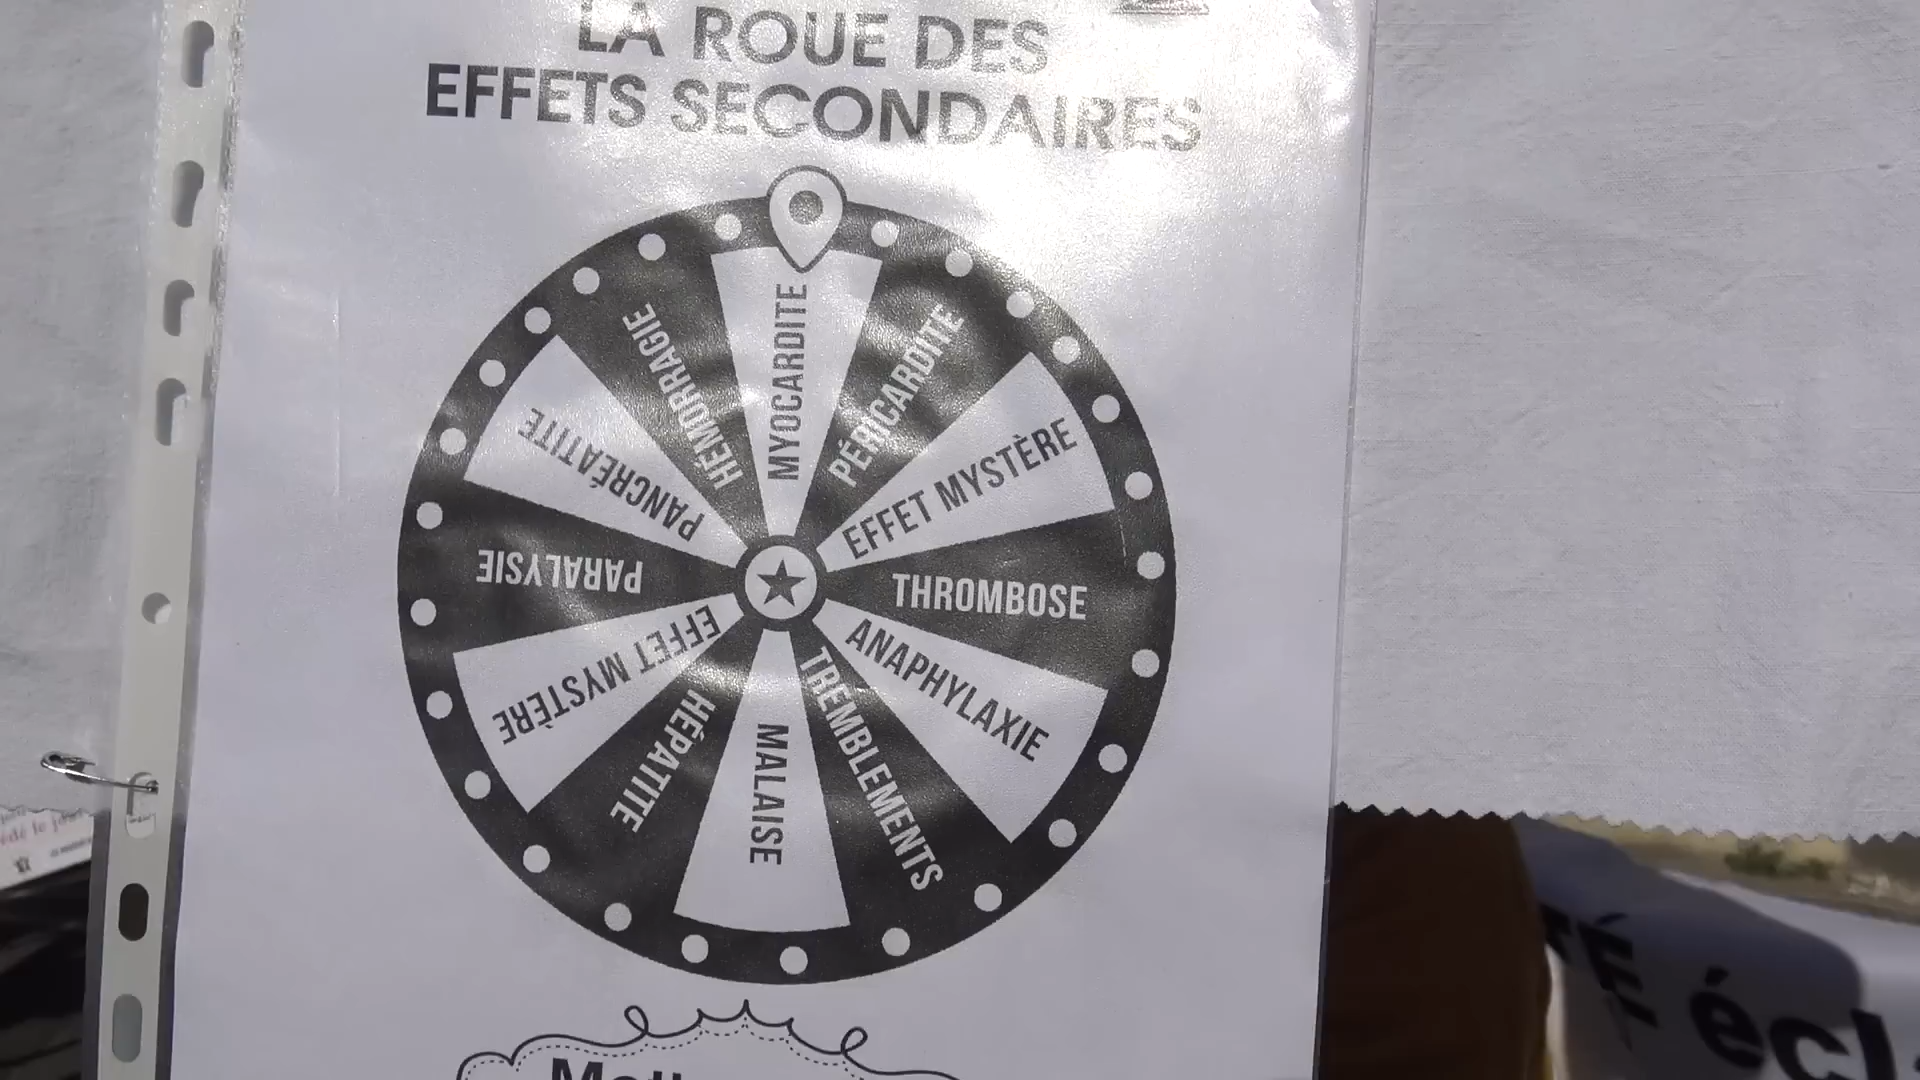 LA ROUE DES
EFFETS SECONDAIRES
MYOCARDITE
PÉRICARDITE
EFFET MYSTÈRE
THROMBOSE
ANAPHYLAXIE
TREMBLEMENTS
MALAISE
HÉPATITE
EFFET MYSTÈRE
PARALYSIE
PANCRÉATITE
HÉMORRAGIE